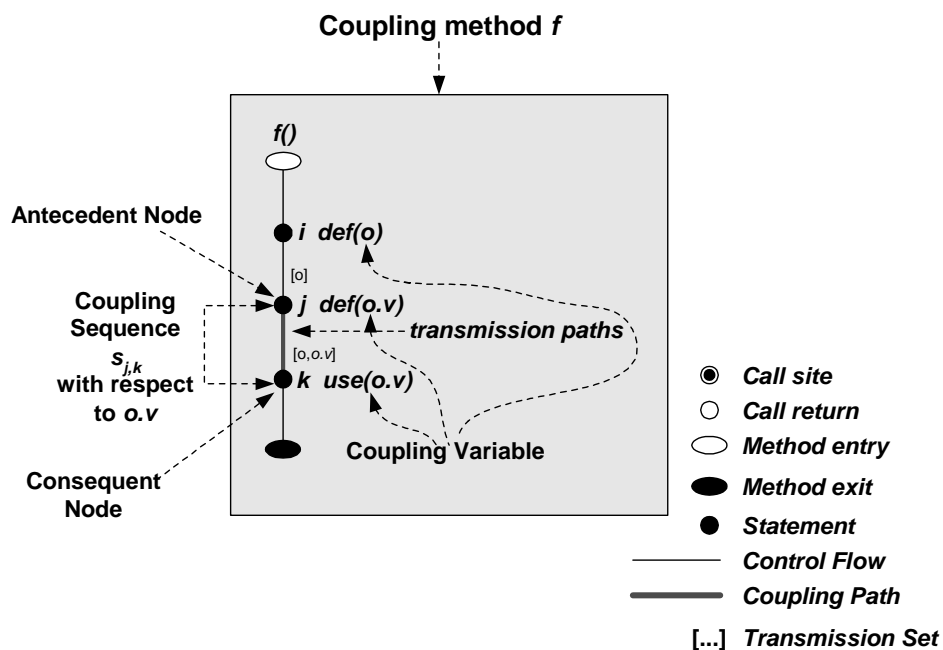 Coupling method f
f()
Antecedent Node
i def(o)
[o]
Coupling
Sequence
s_{j,k}
with respect
to o.v
j def(o.v)
transmission paths
[o,o.v]
k use(o.v)
Coupling Variable
Consequent
Node
Call site
Call return
Method entry
Method exit
Statement
Control Flow
Coupling Path
[...] Transmission Set